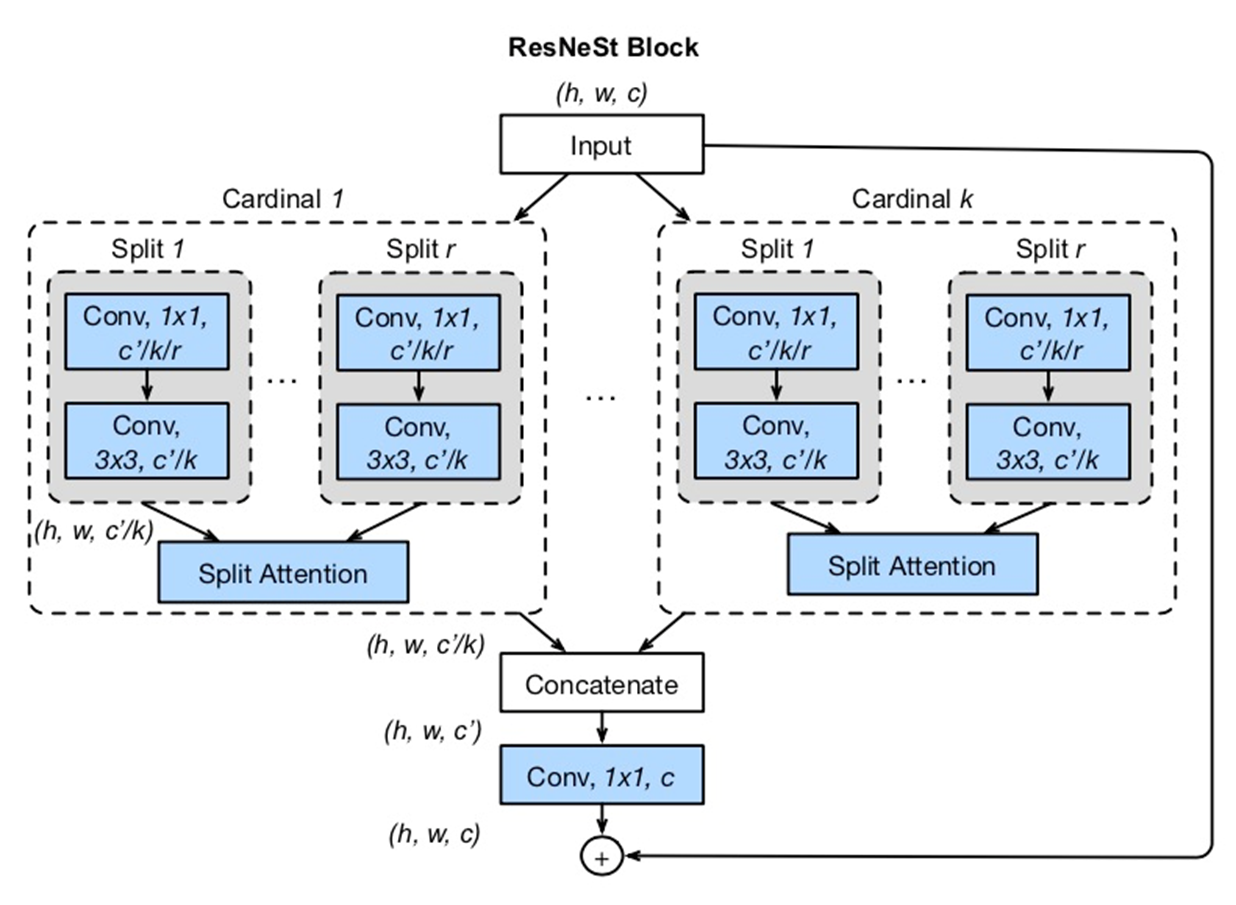 ResNeSt Block
(h, w, c)
Input
Cardinal 1
Cardinal k
Split 1
Split r
Split 1
Split r
Conv, 1x1,
c’/k/r
Conv, 1x1,
c’/k/r
Conv, 1x1,
c’/k/r
Conv, 1x1,
c’/k/r
...
...
...
Conv,
3x3, c’/k
Conv,
3x3, c’/k
Conv,
3x3, c’/k
Conv,
3x3, c’/k
(h, w, c’/k)
Split Attention
Split Attention
(h, w, c’/k)
Concatenate
(h, w, c’)
Conv, 1x1, c
(h, w, c)
+